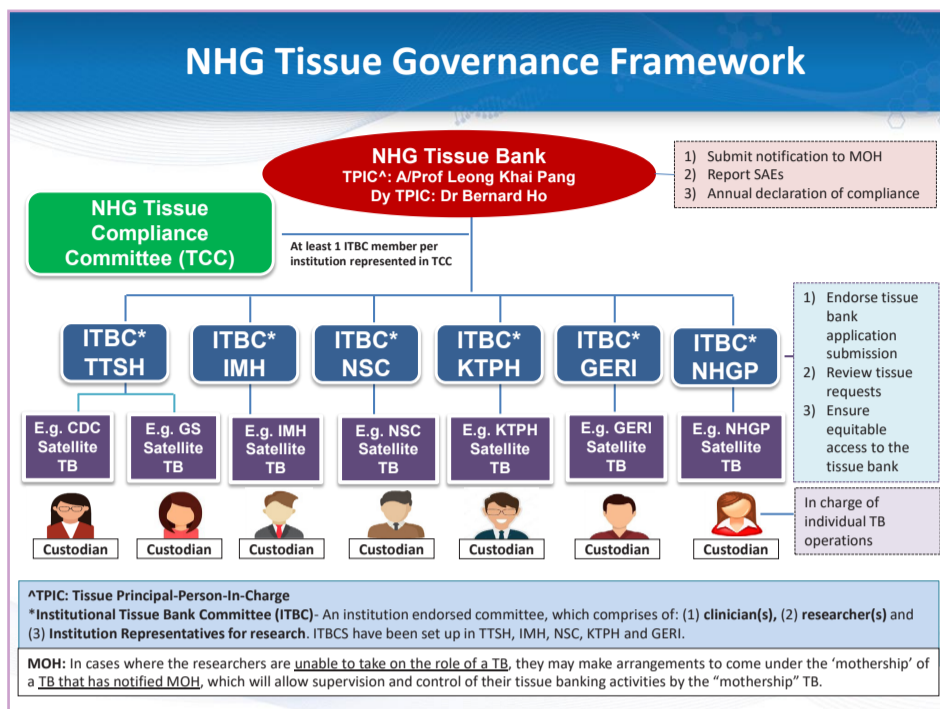 NHG Tissue Governance Framework
NHG Tissue Bank
TPIC^: A/Prof Leong Khai Pang
Dy TPIC: Dr Bernard Ho
1) Submit notification to MOH
2) Report SAEs
3) Annual declaration of compliance
NHG Tissue
Compliance
Committee (TCC)
At least 1 ITBC member per
institution represented in TCC
ITBC*
TTSH
ITBC*
IMH
ITBC*
NSC
ITBC*
KTPH
ITBC*
GERI
ITBC*
NHGP
1) Endorse tissue
bank
application
submission
2) Review tissue
requests
3) Ensure
equitable
access to the
tissue bank
E.g. CDC
Satellite
TB
E.g. GS
Satellite
TB
E.g. IMH
Satellite
TB
E.g. NSC
Satellite
TB
E.g. KTPH
Satellite
TB
E.g. GERI
Satellite
TB
E.g. NHGP
Satellite
TB
Custodian
Custodian
Custodian
Custodian
Custodian
Custodian
Custodian
In charge of
individual TB
operations
^TPIC: Tissue Principal-Person-In-Charge
*Institutional Tissue Bank Committee (ITBC)- An institution endorsed committee, which comprises of: (1) clinician(s), (2) researcher(s) and
(3) Institution Representatives for research. ITBCS have been set up in TTSH, IMH, NSC, KTPH and GERI.
MOH: In cases where the researchers are unable to take on the role of a TB, they may make arrangements to come under the ‘mothership’ of
a TB that has notified MOH, which will allow supervision and control of their tissue banking activities by the “mothership” TB.